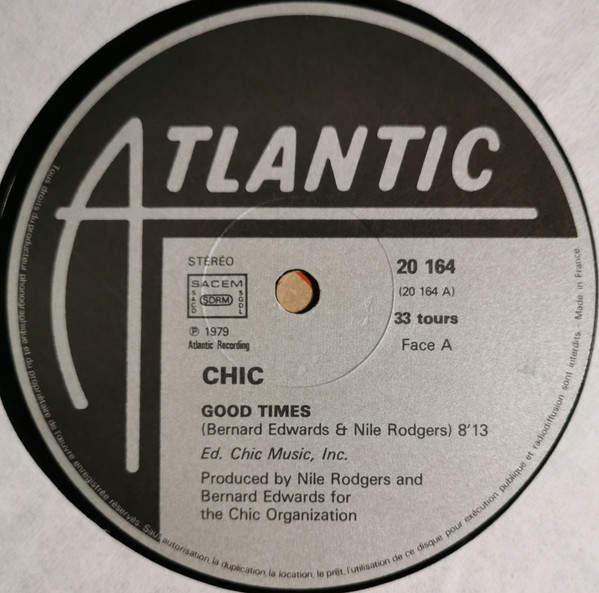 ATLANTIC
STÉRÉO
SACEM
SACD
SDRM
SGDL
℗ 1979
Atlantic Recording
20 164
(20 164 A)
33 tours
Face A
CHIC
GOOD TIMES
(Bernard Edwards & Nile Rodgers) 8'13
Ed. Chic Music, Inc.
Produced by Nile Rodgers and
Bernard Edwards for
the Chic Organization
Tous droits du producteur phonographique et du propriétaire de l'œuvre enregistrée réservés. Sauf autorisation, la duplication, la location, le prêt, l'utilisation de ce disque pour exécution publique et radiodiffusion sont interdits. - Made in France